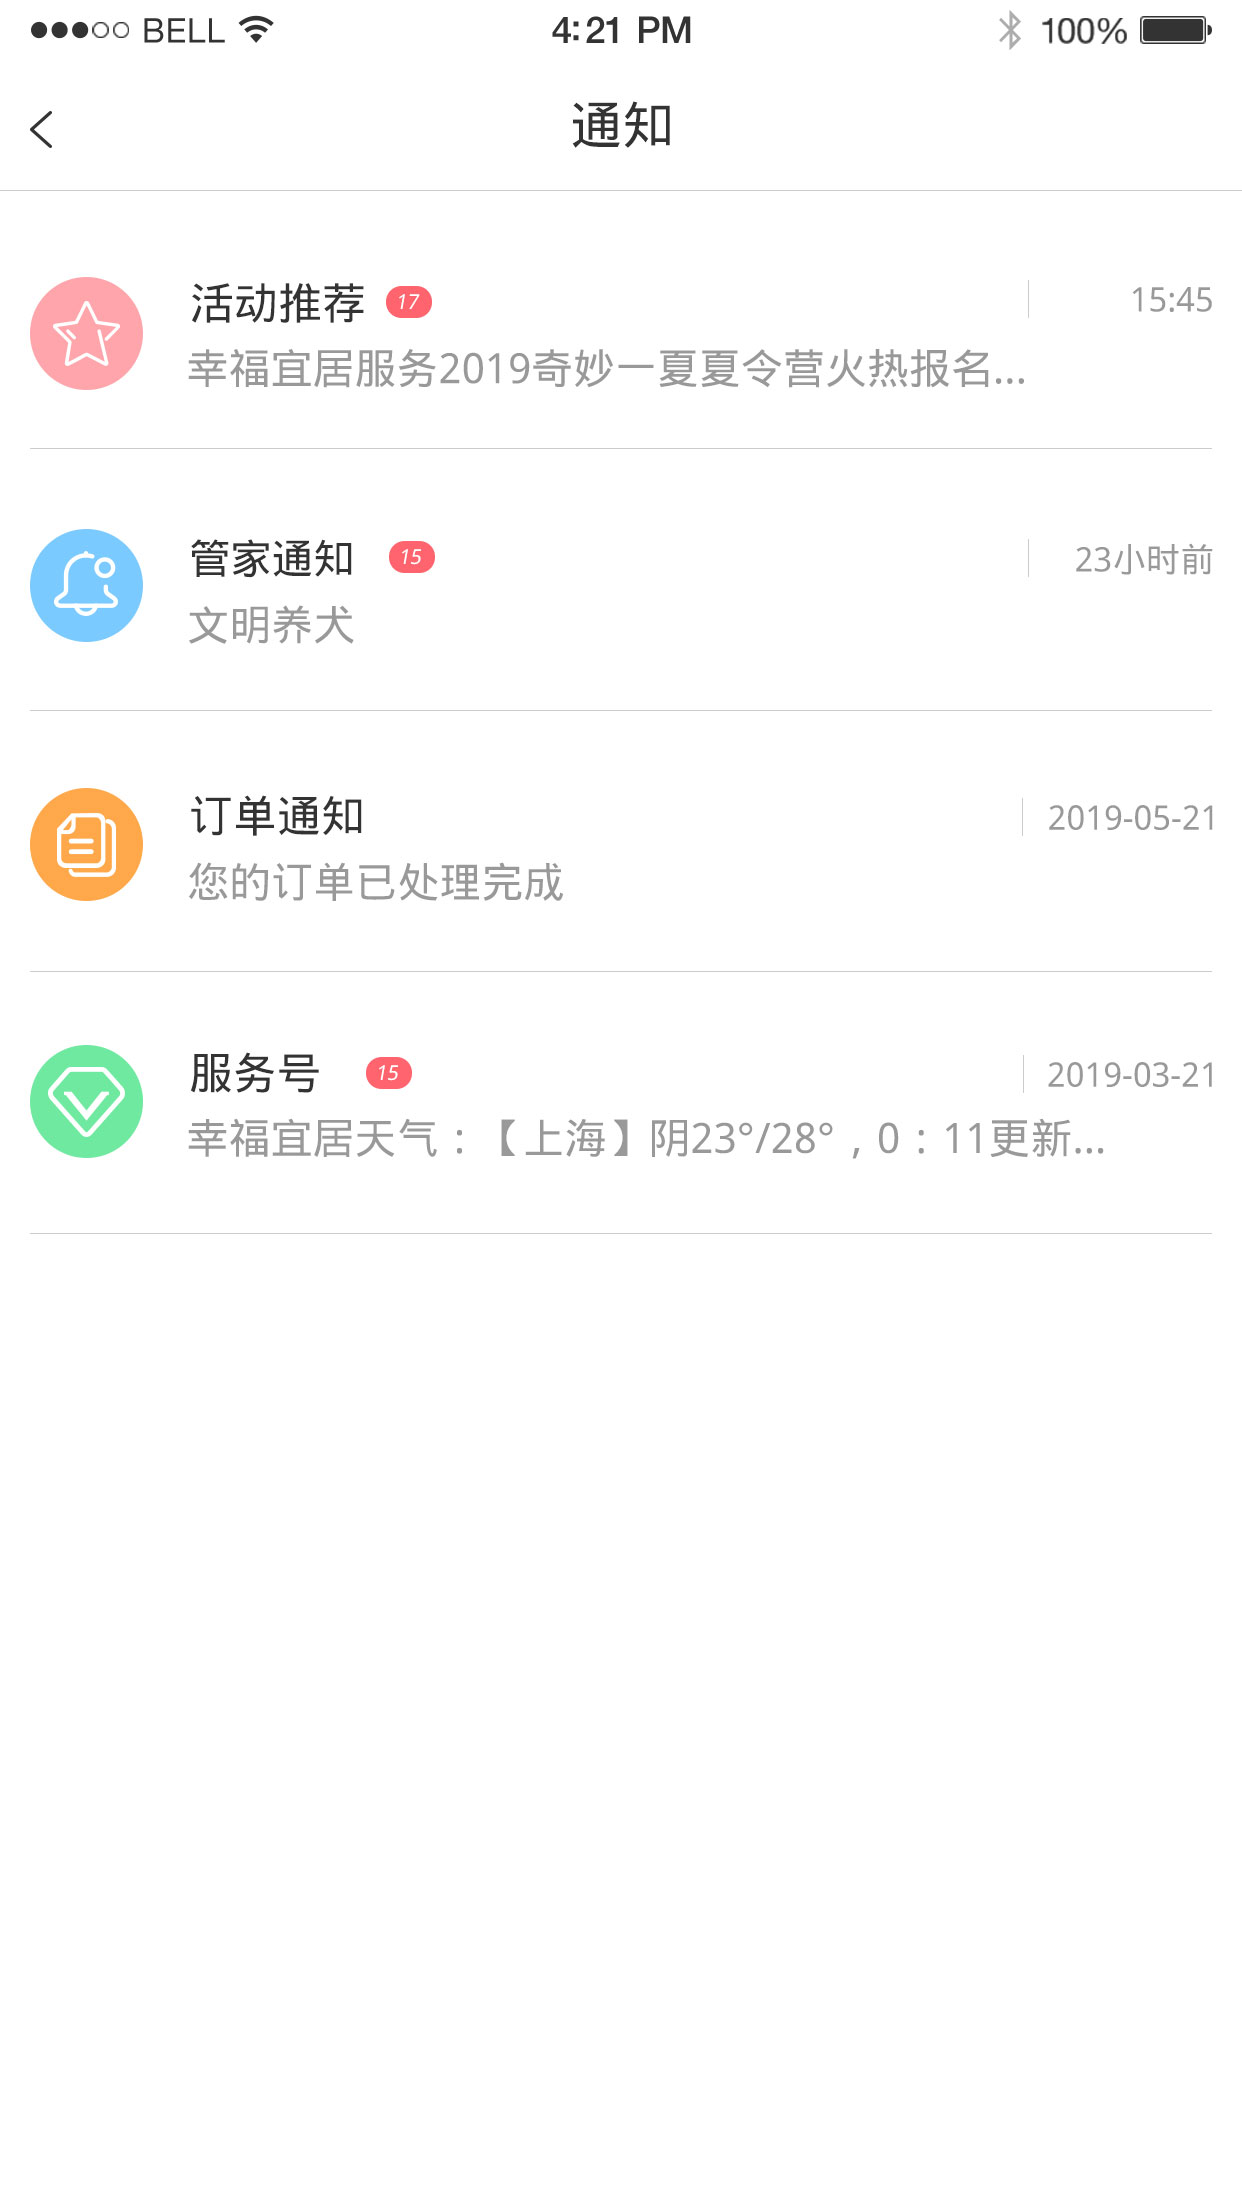 BELL 4:21 PM 100%
通知
活动推荐 17 15:45
幸福宜居服务2019奇妙一夏夏令营火热报名...
管家通知 15 23小时前
文明养犬
订单通知 2019-05-21
您的订单已处理完成
服务号 15 2019-03-21
幸福宜居天气：【上海】阴23°/28°，0：11更新...